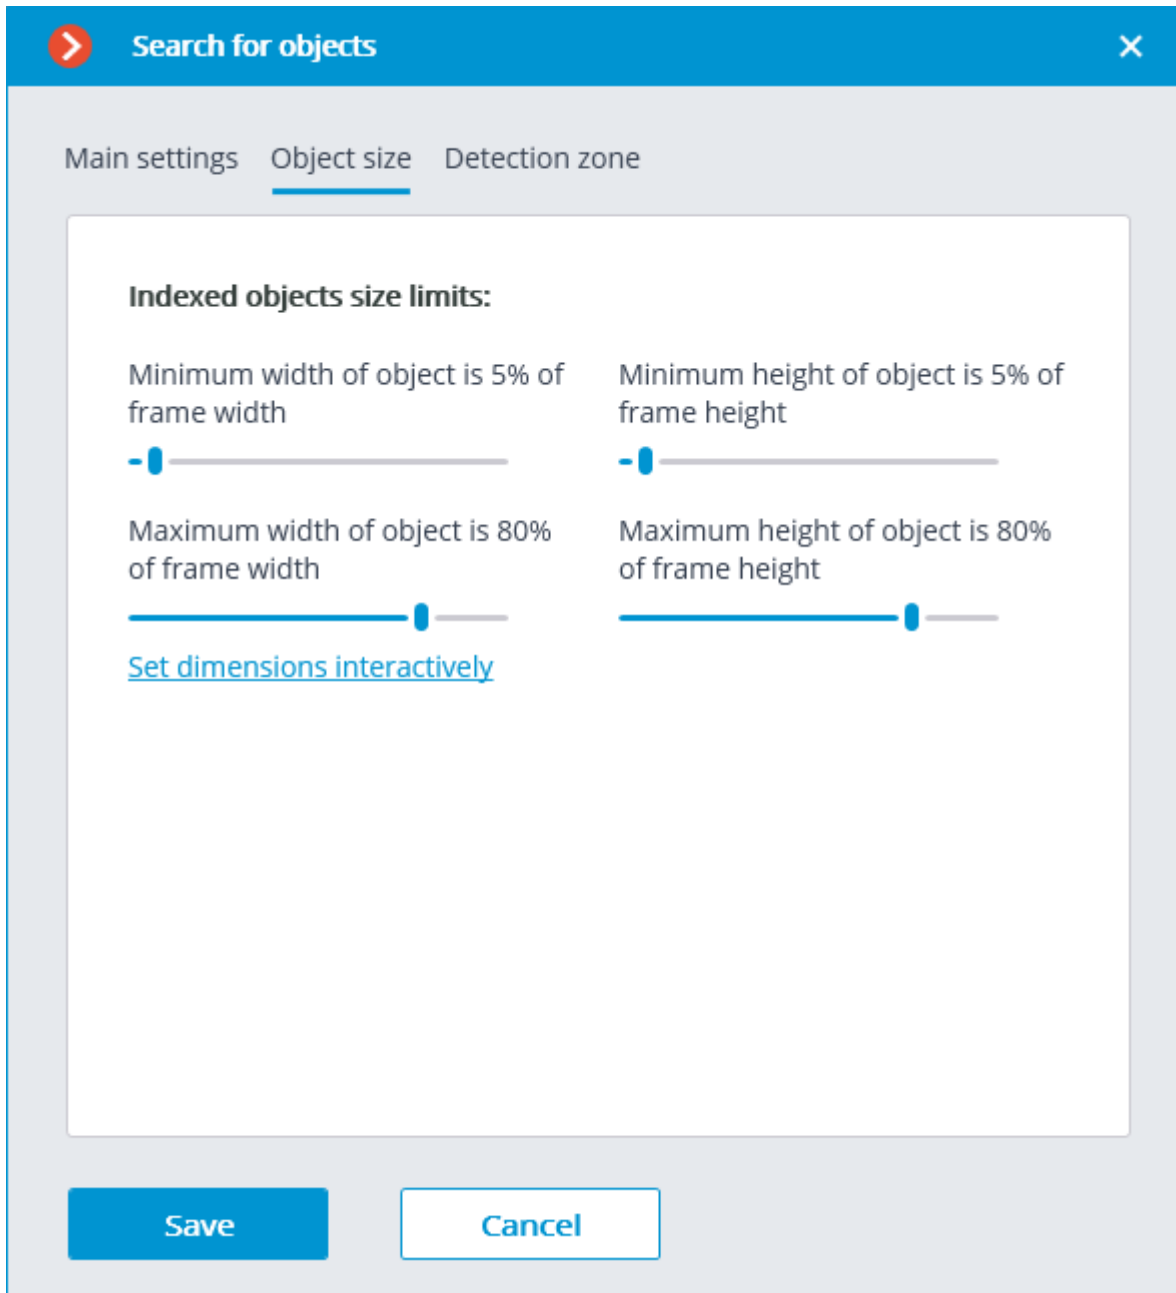 Search for objects
Main settings Object size Detection zone
Indexed objects size limits:
Minimum width of object is 5% of
frame width
Minimum height of object is 5% of
frame height
Maximum width of object is 80%
of frame width
Maximum height of object is 80%
of frame height
Set dimensions interactively
Save
Cancel